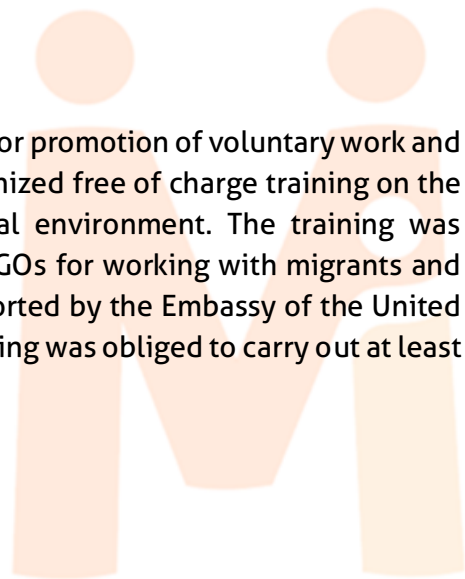 or promotion of voluntary work and
nized free of charge training on the
al environment. The training was
GOs for working with migrants and
orted by the Embassy of the United
ing was obliged to carry out at least